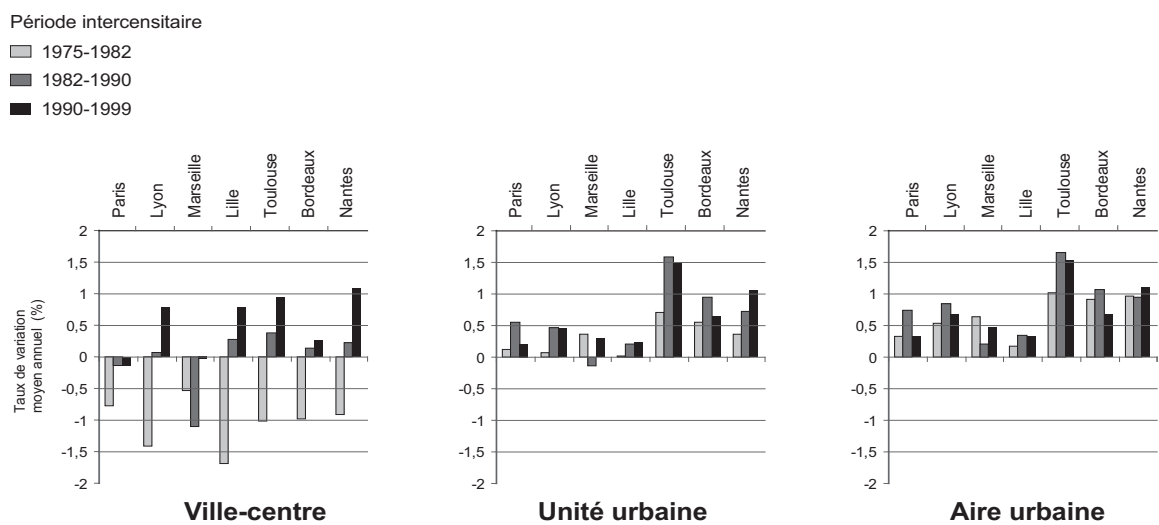 Période intercensitaire
1975-1982
1982-1990
1990-1999
Paris
Lyon
Marseille
Lille
Toulouse
Bordeaux
Nantes
Taux de variation
moyen annuel (%)
2
1,5
1
0,5
0
-0,5
-1
-1,5
-2
Ville-centre
Paris
Lyon
Marseille
Lille
Toulouse
Bordeaux
Nantes
2
1,5
1
0,5
0
-0,5
-1
-1,5
-2
Unité urbaine
Paris
Lyon
Marseille
Lille
Toulouse
Bordeaux
Nantes
2
1,5
1
0,5
0
-0,5
-1
-1,5
-2
Aire urbaine